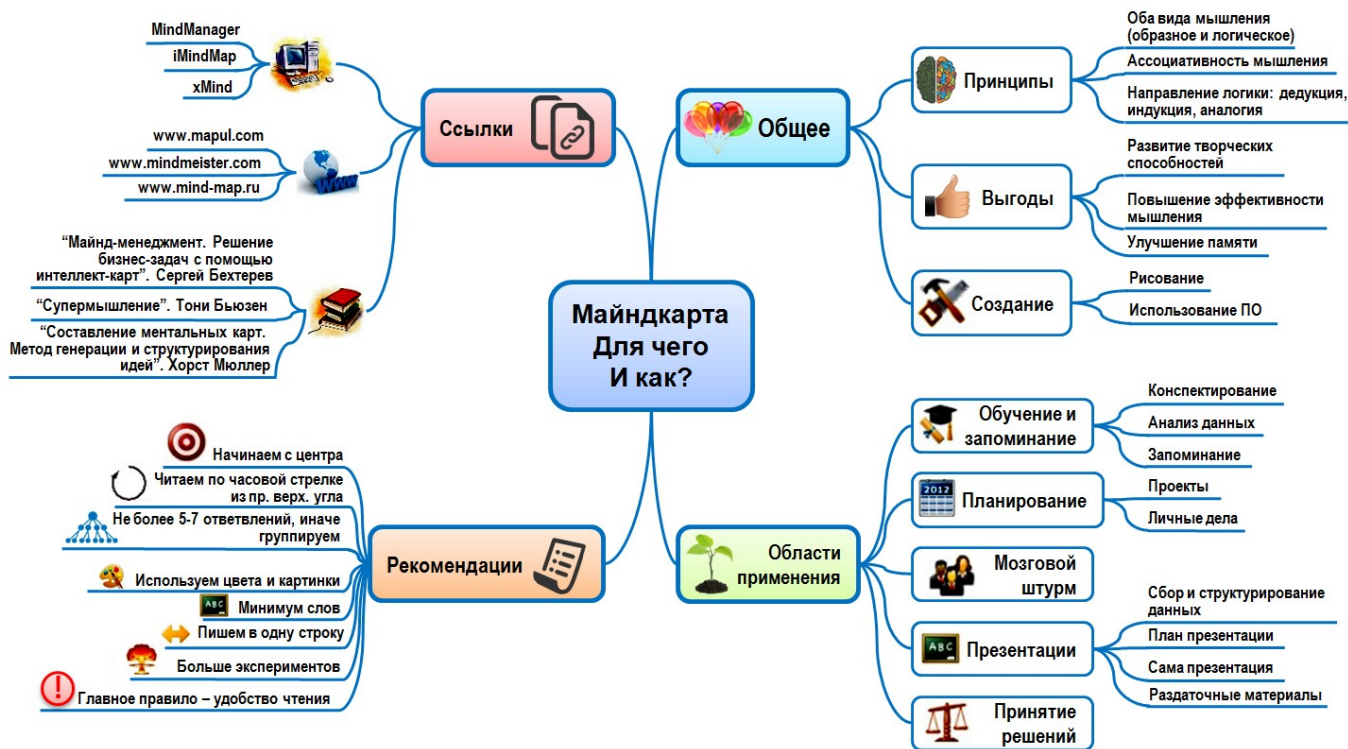 Майндкарта
Для чего
И как?
Общее
Принципы
Оба вида мышления
(образное и логическое)
Ассоциативность мышления
Направление логики: дедукция,
индукция, аналогия
Выгоды
Развитие творческих
способностей
Повышение эффективности
мышления
Улучшение памяти
Создание
Рисование
Использование ПО
Области
применения
Обучение и
запоминание
Конспектирование
Анализ данных
Запоминание
2012
Планирование
Проекты
Личные дела
Мозговой
штурм
ABC
Презентации
Сбор и структурирование
данных
План презентации
Сама презентация
Раздаточные материалы
Принятие
решений
Рекомендации
Начинаем с центра
Читаем по часовой стрелке
из пр. верх. угла
Не более 5-7 ответвлений, иначе
группируем
Используем цвета и картинки
ABC
Минимум слов
Пишем в одну строку
Больше экспериментов
Главное правило – удобство чтения
Ссылки
MindManager
iMindMap
xMind
WWW
www.mapul.com
www.mindmeister.com
www.mind-map.ru
“Майнд-менеджмент. Решение
бизнес-задач с помощью
интеллект-карт”. Сергей Бехтерев
“Супермышление”. Тони Бьюзен
“Составление ментальных карт.
Метод генерации и структурирования
идей”. Хорст Мюллер